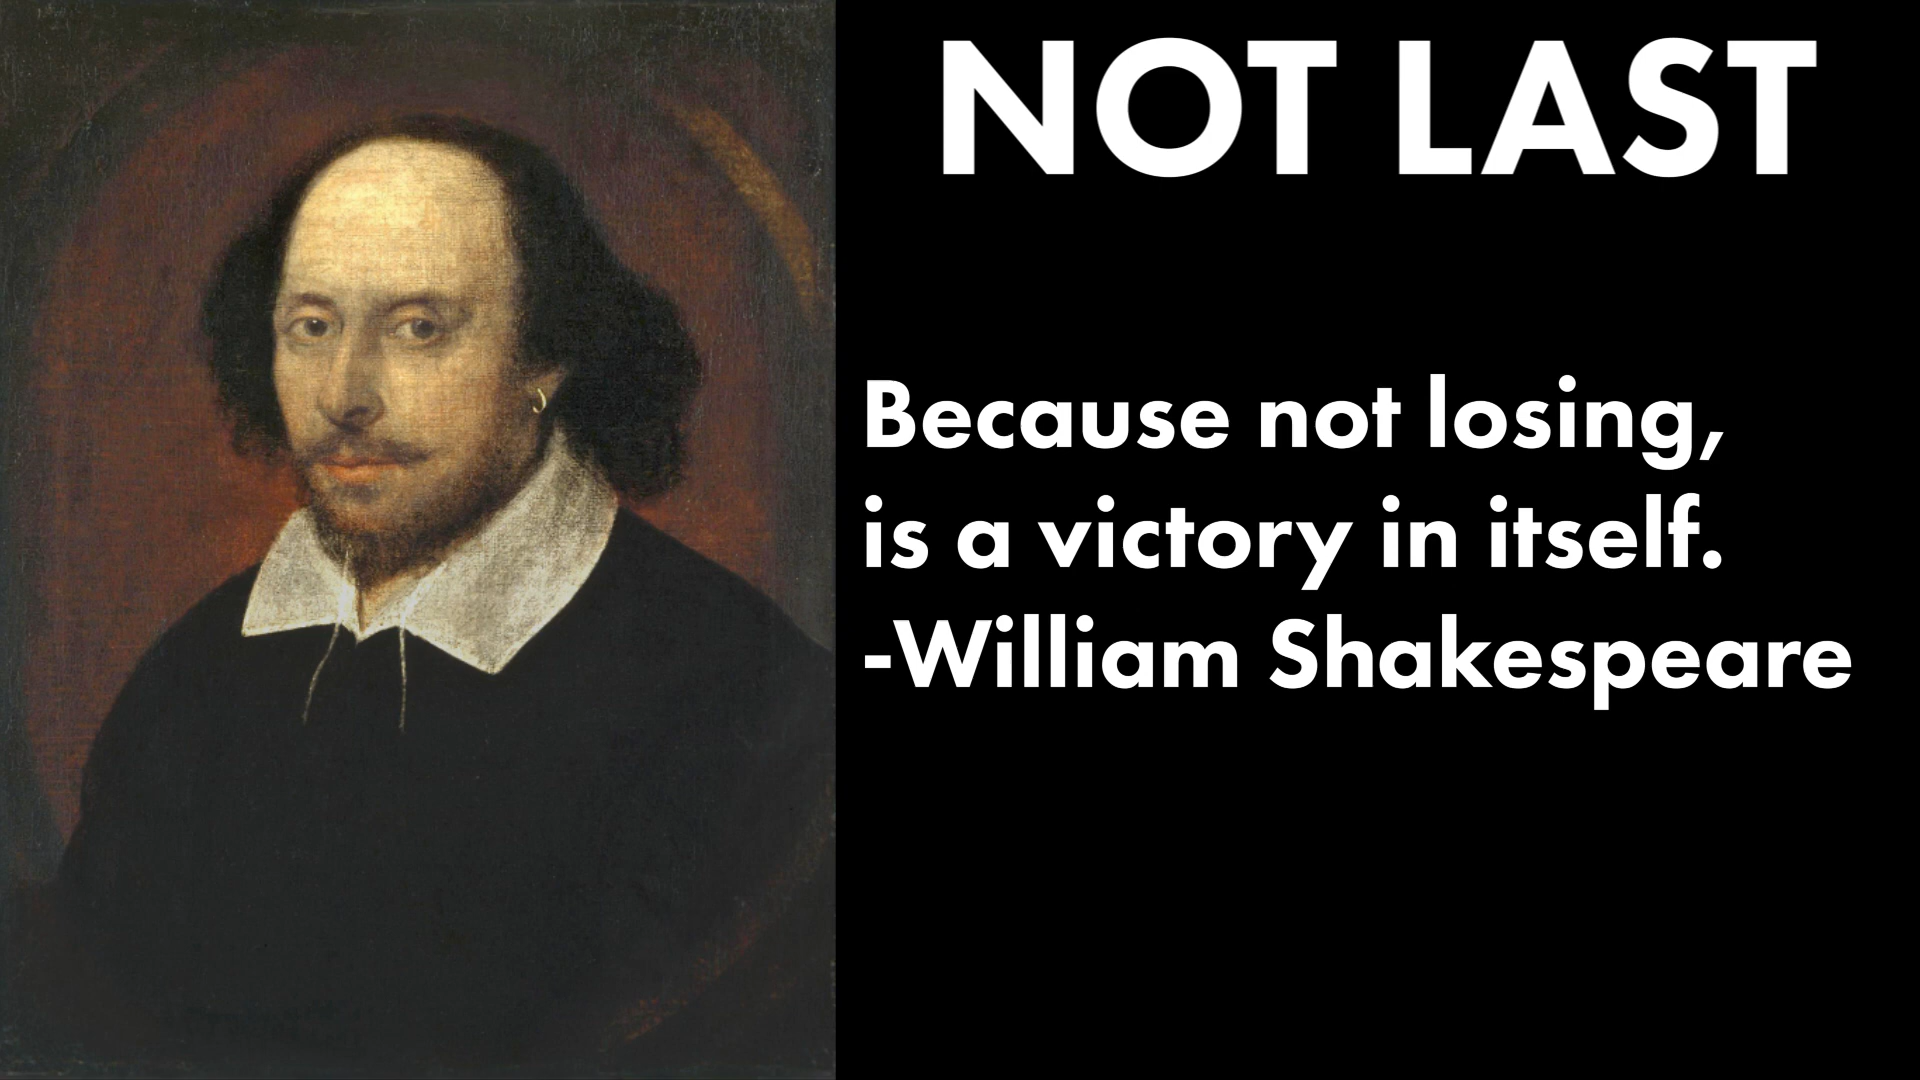 NOT LAST
Because not losing,
is a victory in itself.
-William Shakespeare